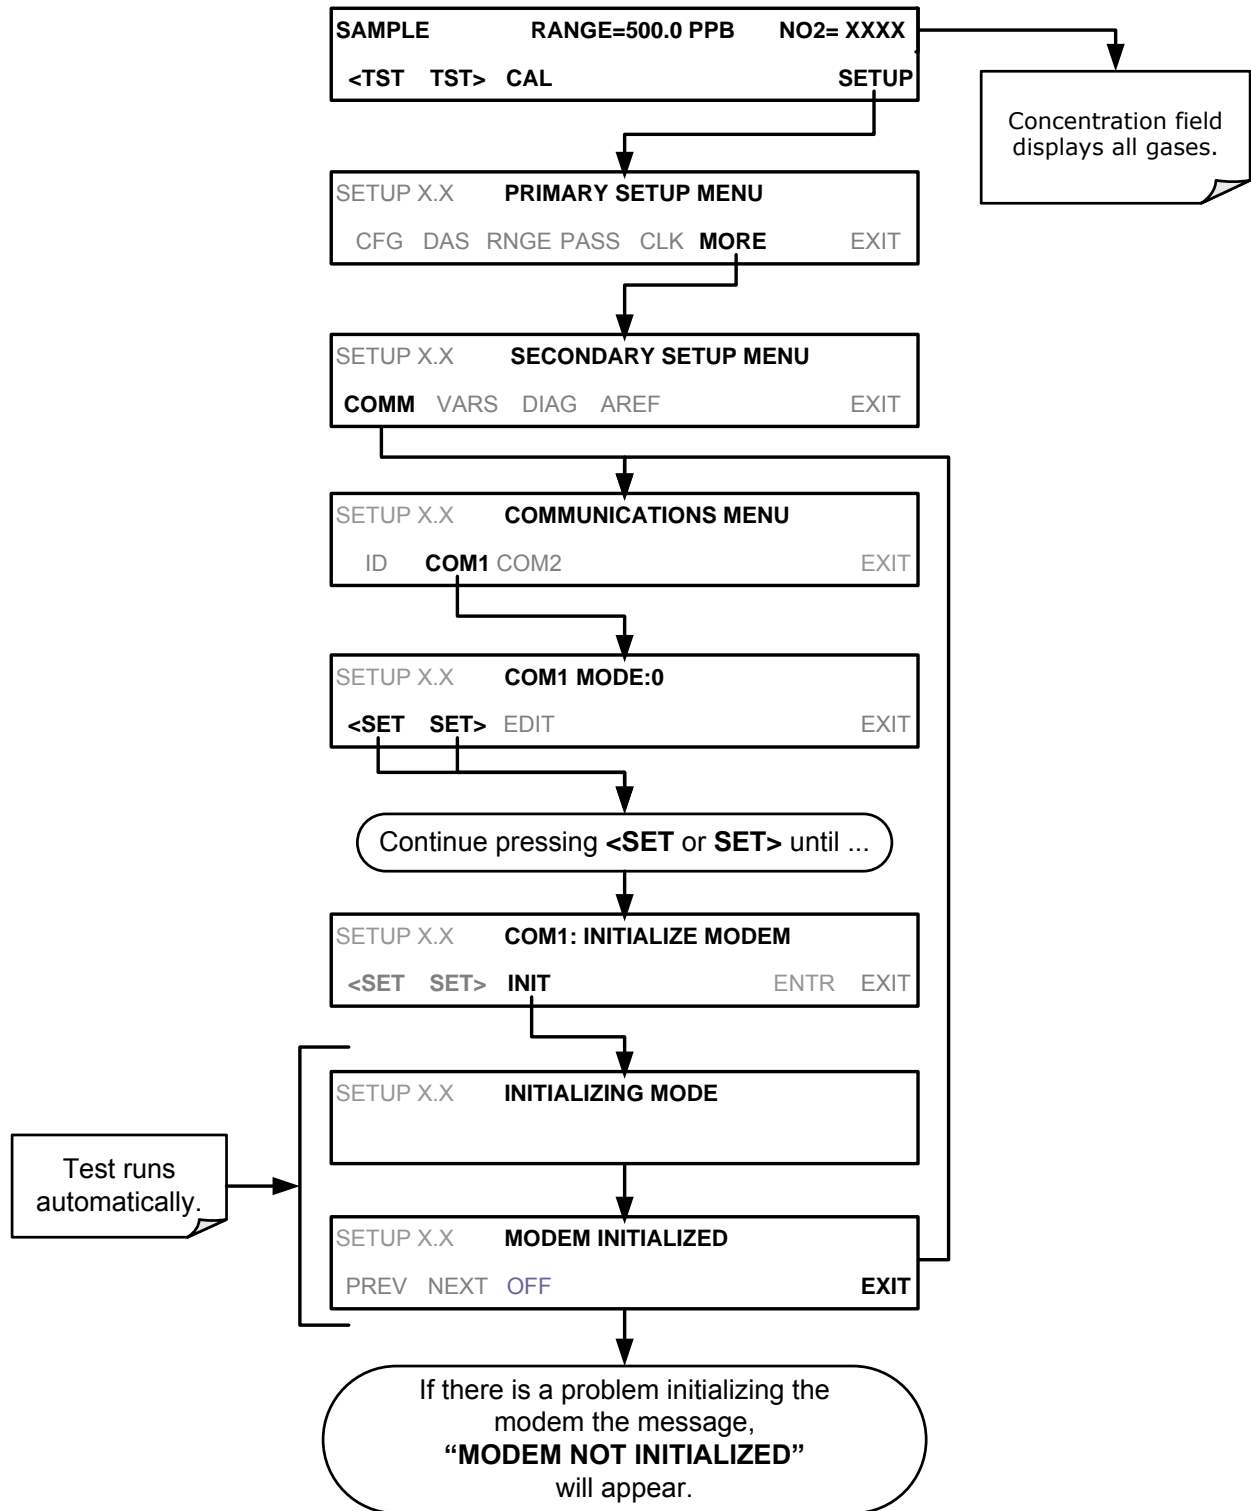 SAMPLE RANGE=500.0 PPB NO2= XXXX
<TST TST> CAL SETUP
Concentration field
displays all gases.
SETUP X.X PRIMARY SETUP MENU
CFG DAS RNGE PASS CLK MORE EXIT
SETUP X.X SECONDARY SETUP MENU
COMM VARS DIAG AREF EXIT
SETUP X.X COMMUNICATIONS MENU
ID COM1 COM2 EXIT
SETUP X.X COM1 MODE:0
<SET SET> EDIT EXIT
Continue pressing <SET or SET> until ...
SETUP X.X COM1: INITIALIZE MODEM
<SET SET> INIT ENTR EXIT
SETUP X.X INITIALIZING MODE
Test runs
automatically.
SETUP X.X MODEM INITIALIZED
PREV NEXT OFF EXIT
If there is a problem initializing the
modem the message,
“MODEM NOT INITIALIZED”
will appear.